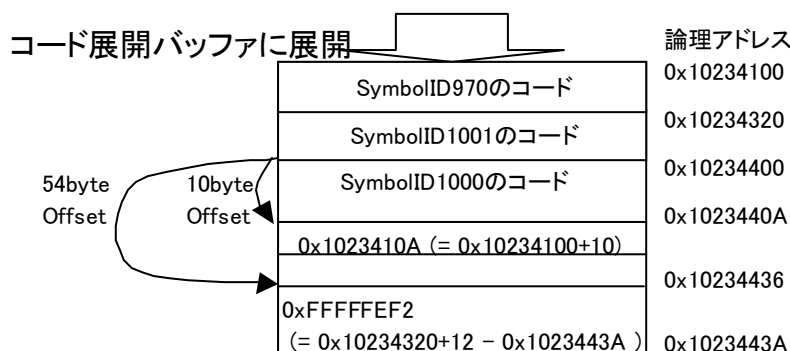 コード展開バッファに展開
論理アドレス
0x10234100
SymbolID970のコード
0x10234320
SymbolID1001のコード
0x10234400
SymbolID1000のコード
54byte
Offset
10byte
Offset
0x1023440A
0x1023410A (= 0x10234100+10)
0x10234436
0xFFFFFEF2
(= 0x10234320+12 − 0x1023443A )
0x1023443A